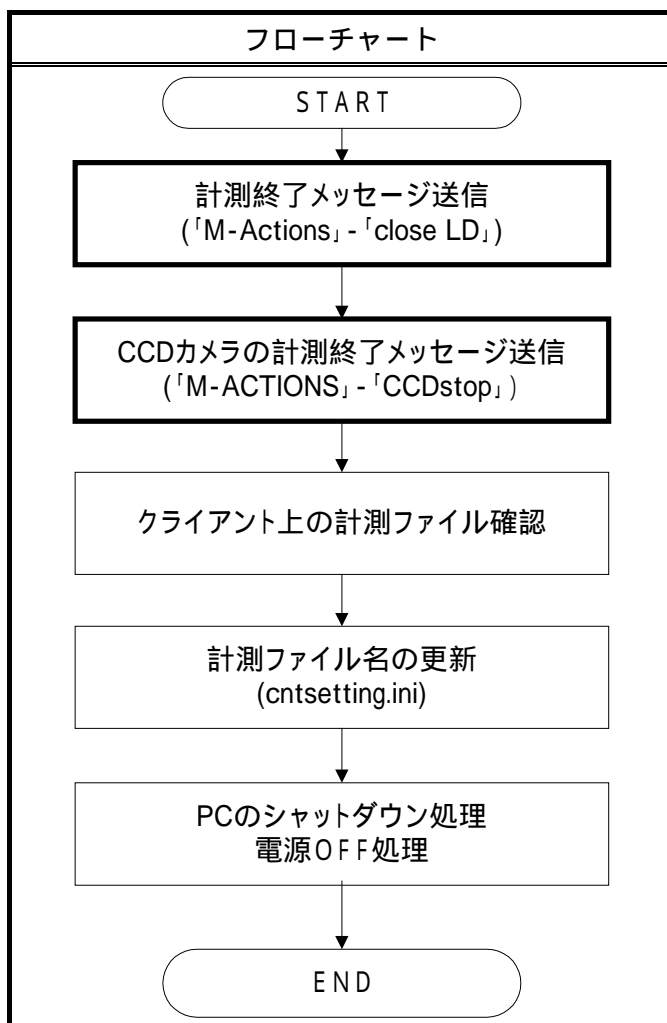 フローチャート
START
計測終了メッセージ送信
(「M-Actions」-「close LD」)
CCDカメラの計測終了メッセージ送信
(「M-ACTIONS」-「CCDstop」)
クライアント上の計測ファイル確認
計測ファイル名の更新
(cntsetting.ini)
PCのシャットダウン処理
電源OFF処理
END